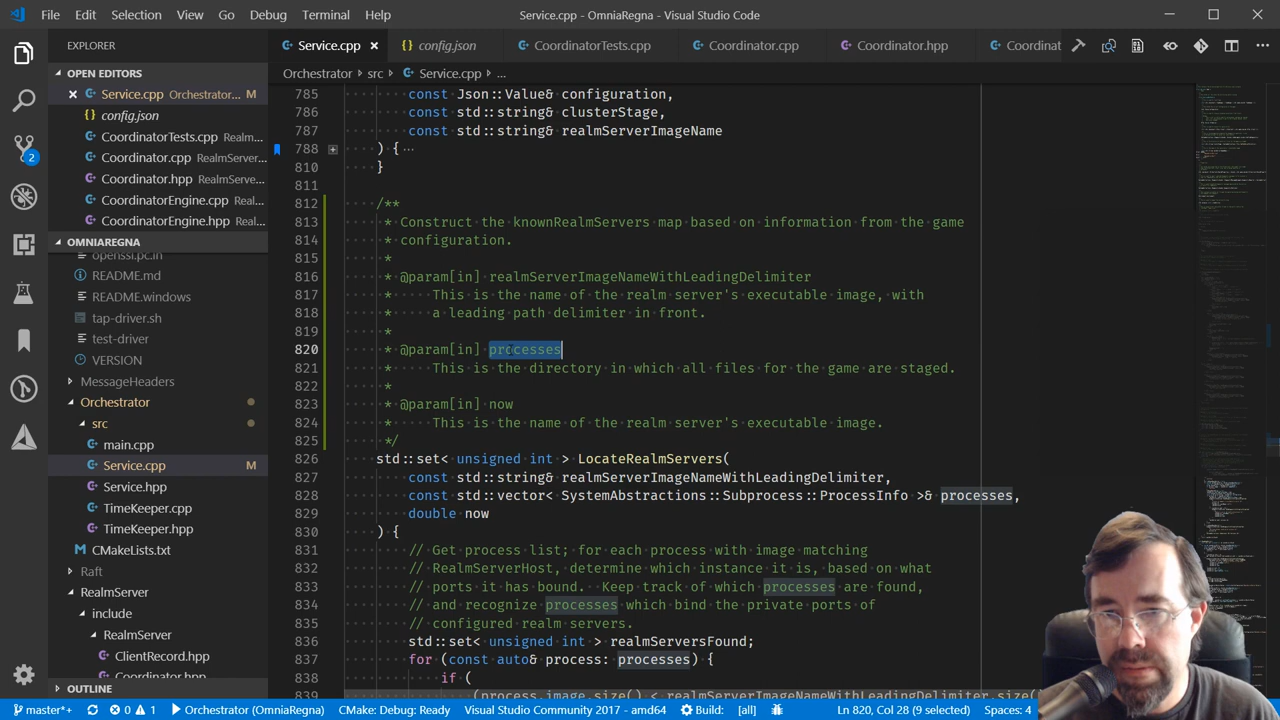 File Edit Selection View Go Debug Terminal Help Service.cpp - OmniaRegna - Visual Studio Code
EXPLORER
OPEN EDITORS
Service.cpp Orchestrator... M
config.json
CoordinatorTests.cpp Realm...
Coordinator.cpp RealmServer...
Coordinator.hpp RealmServe...
CoordinatorEngine.cpp Real...
CoordinatorEngine.hpp Real...
OMNIAREGNA
openssl.pc.in
README.md
README.windows
tap-driver.sh
test-driver
VERSION
MessageHeaders
Orchestrator
src
main.cpp
Service.cpp M
Service.hpp
TimeKeeper.cpp
TimeKeeper.hpp
CMakeLists.txt
Raft
RealmServer
include
RealmServer
ClientRecord.hpp
Coordinator.hpp
OUTLINE
2
Service.cpp config.json CoordinatorTests.cpp Coordinator.cpp Coordinator.hpp Coordinat
Orchestrator › src › Service.cpp › ...
785 const Json::Value& configuration,
786 const std::string& clusterStage,
787 const std::string& realmServerImageName
788 ) { ...
810 }
811
812 /**
813 * Construct the knownRealmServers map based on information from the game
814 * configuration.
815 *
816 * @param[in] realmServerImageNameWithLeadingDelimiter
817 * This is the name of the realm server's executable image, with
818 * a leading path delimiter in front.
819 *
820 * @param[in] processes
821 * This is the directory in which all files for the game are staged.
822 *
823 * @param[in] now
824 * This is the name of the realm server's executable image.
825 */
826 std::set< unsigned int > LocateRealmServers(
827 const std::string& realmServerImageNameWithLeadingDelimiter,
828 const std::vector< SystemAbstractions::Subprocess::ProcessInfo >& processes,
829 double now
830 ) {
831 // Get process list; for each process with image matching
832 // RealmServerHost, determine which instance it is, based on what
833 // ports it has bound. Keep track of which processes are found,
834 // and recognize processes which bind the private ports of
835 // configured realm servers.
836 std::set< unsigned int > realmServersFound;
837 for (const auto& process: processes) {
838 if (
839 (process.image.size() < realmServerImageNameWithLeadingDelimiter.size()
master*+ 0 1 Orchestrator (OmniaRegna) CMake: Debug: Ready Visual Studio Community 2017 - amd64 Build: [all] Ln 820, Col 28 (9 selected) Spaces: 4